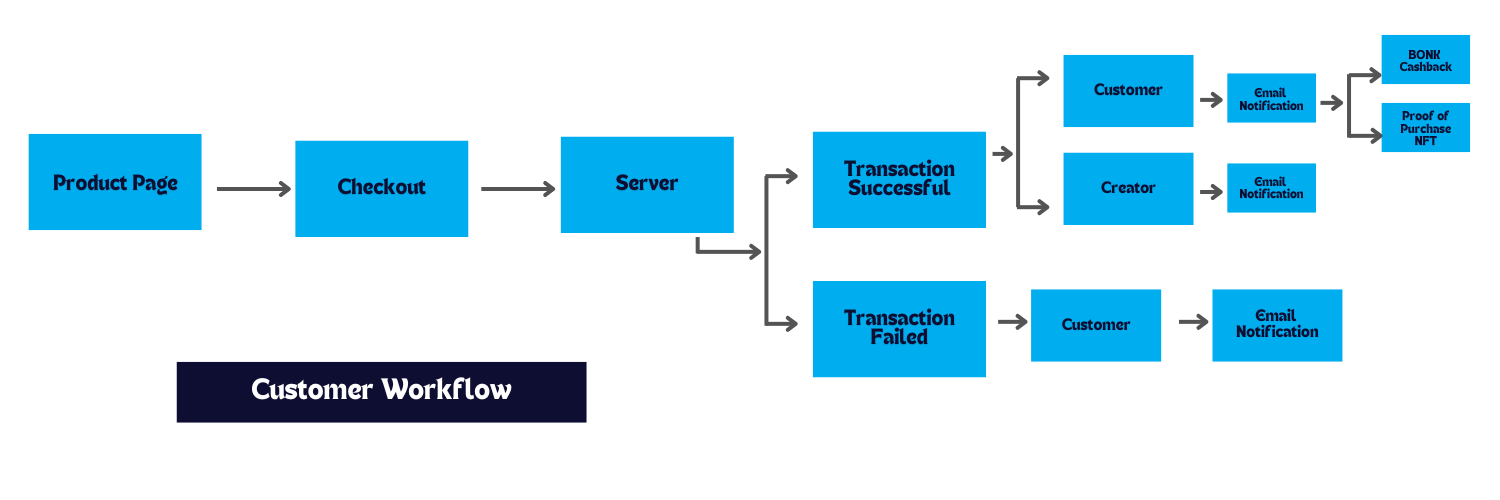 Product Page
Checkout
Server
Transaction
Successful
Customer
Email
Notification
BONK
Cashback
Proof of
Purchase
NFT
Creator
Email
Notification
Transaction
Failed
Customer
Email
Notification
Customer Workflow